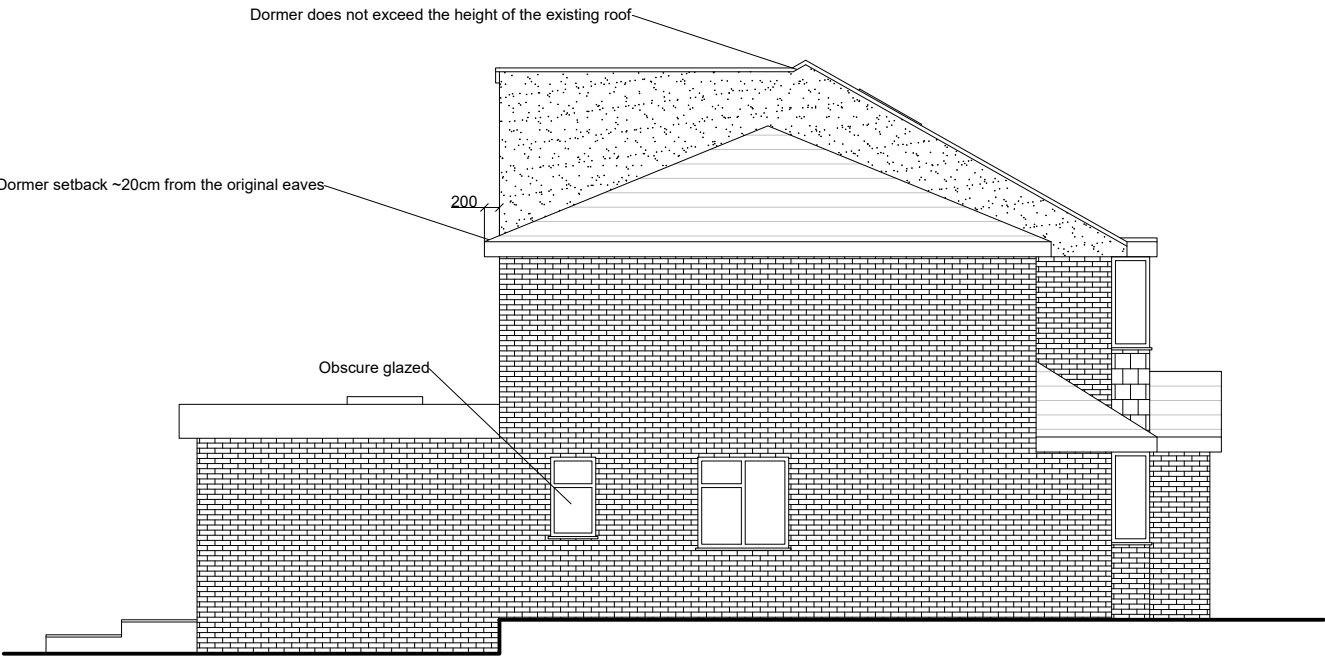 Dormer does not exceed the height of the existing roof
Dormer setback ~20cm from the original eaves
200
Obscure glazed